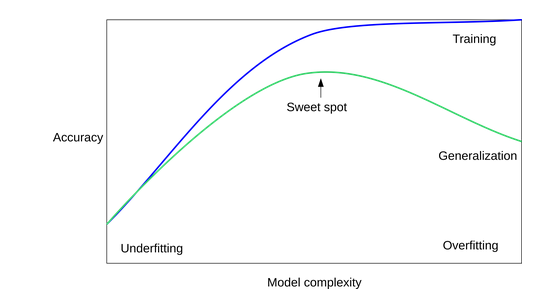 Training
Sweet spot
Accuracy
Generalization
Underfitting
Overfitting
Model complexity